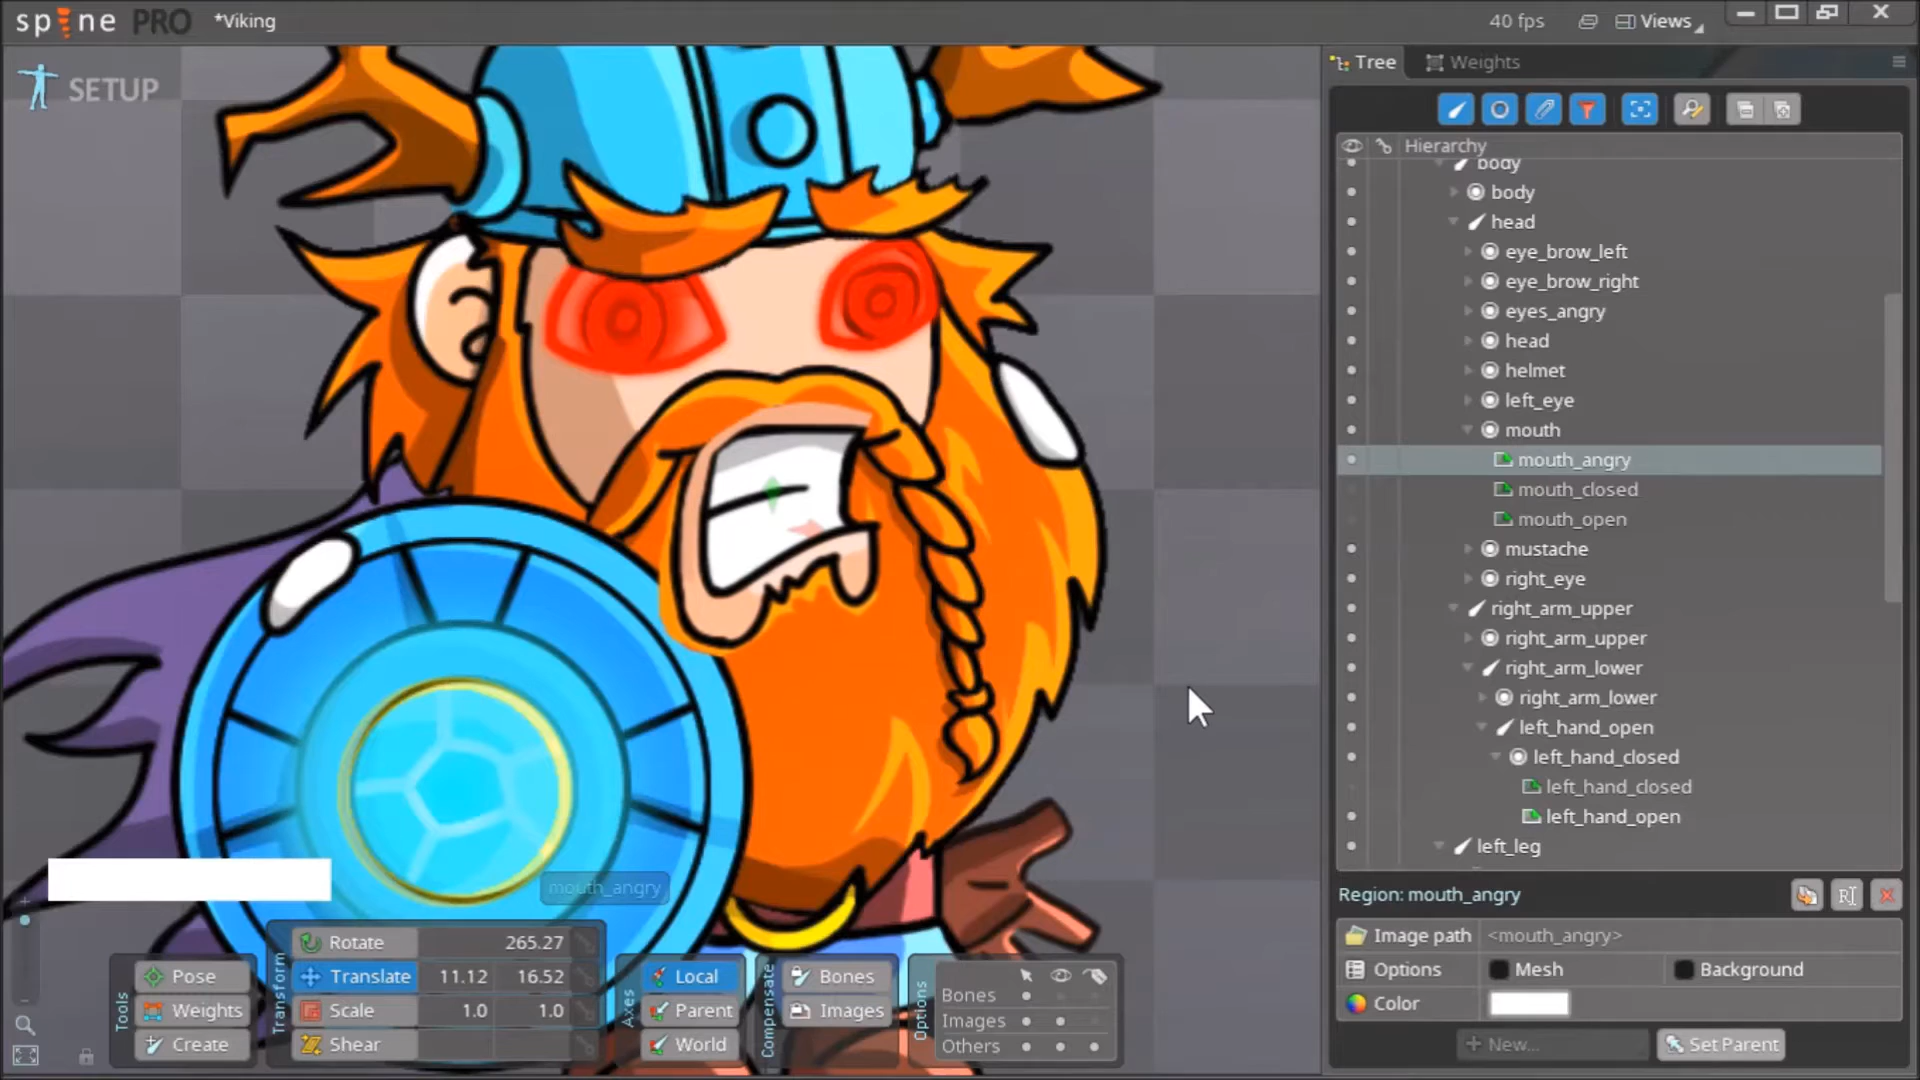 spine PRO *Viking 40 fps Views
SETUP
Tree Weights
Hierarchy
body
body
head
eye_brow_left
eye_brow_right
eyes_angry
head
helmet
left_eye
mouth
mouth_angry
mouth_closed
mouth_open
mustache
right_eye
right_arm_upper
right_arm_upper
right_arm_lower
right_arm_lower
left_hand_open
left_hand_closed
left_hand_closed
left_hand_open
left_leg
Region: mouth_angry
Image path <mouth_angry>
Options Mesh Background
Color
New... Set Parent
mouth_angry
Tools
Pose
Weights
Create
Transform
Rotate 265.27
Translate 11.12 16.52
Scale 1.0 1.0
Shear
Axes
Local
Parent
World
Compensate
Bones
Images
Options
Bones
Images
Others